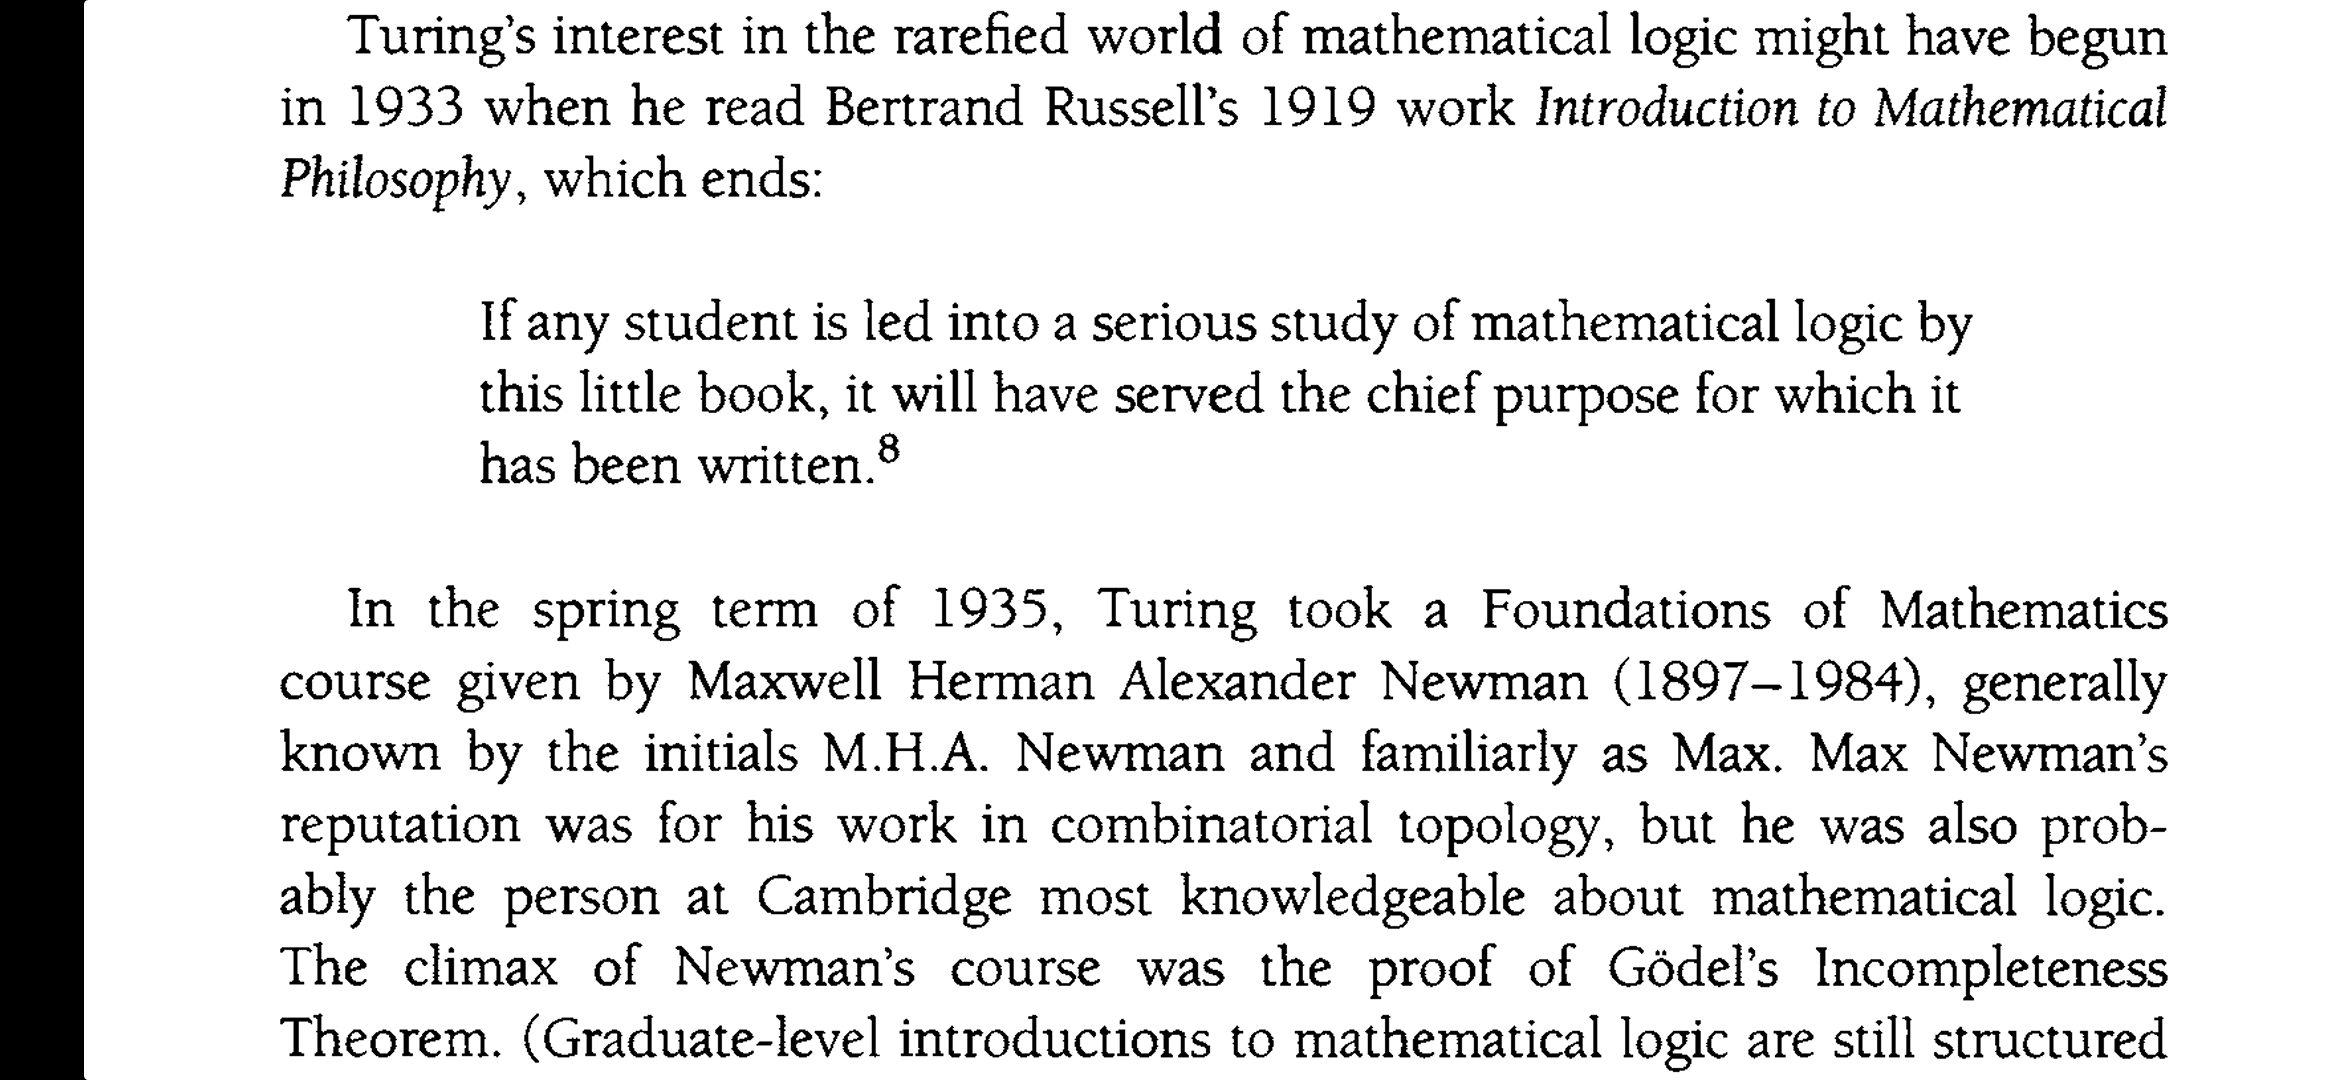 Turing’s interest in the rarefied world of mathematical logic might have begun
in 1933 when he read Bertrand Russell’s 1919 work Introduction to Mathematical
Philosophy, which ends:
If any student is led into a serious study of mathematical logic by
this little book, it will have served the chief purpose for which it
has been written.⁸
In the spring term of 1935, Turing took a Foundations of Mathematics
course given by Maxwell Herman Alexander Newman (1897–1984), generally
known by the initials M.H.A. Newman and familiarly as Max. Max Newman’s
reputation was for his work in combinatorial topology, but he was also prob-
ably the person at Cambridge most knowledgeable about mathematical logic.
The climax of Newman’s course was the proof of Gödel’s Incompleteness
Theorem. (Graduate-level introductions to mathematical logic are still structured